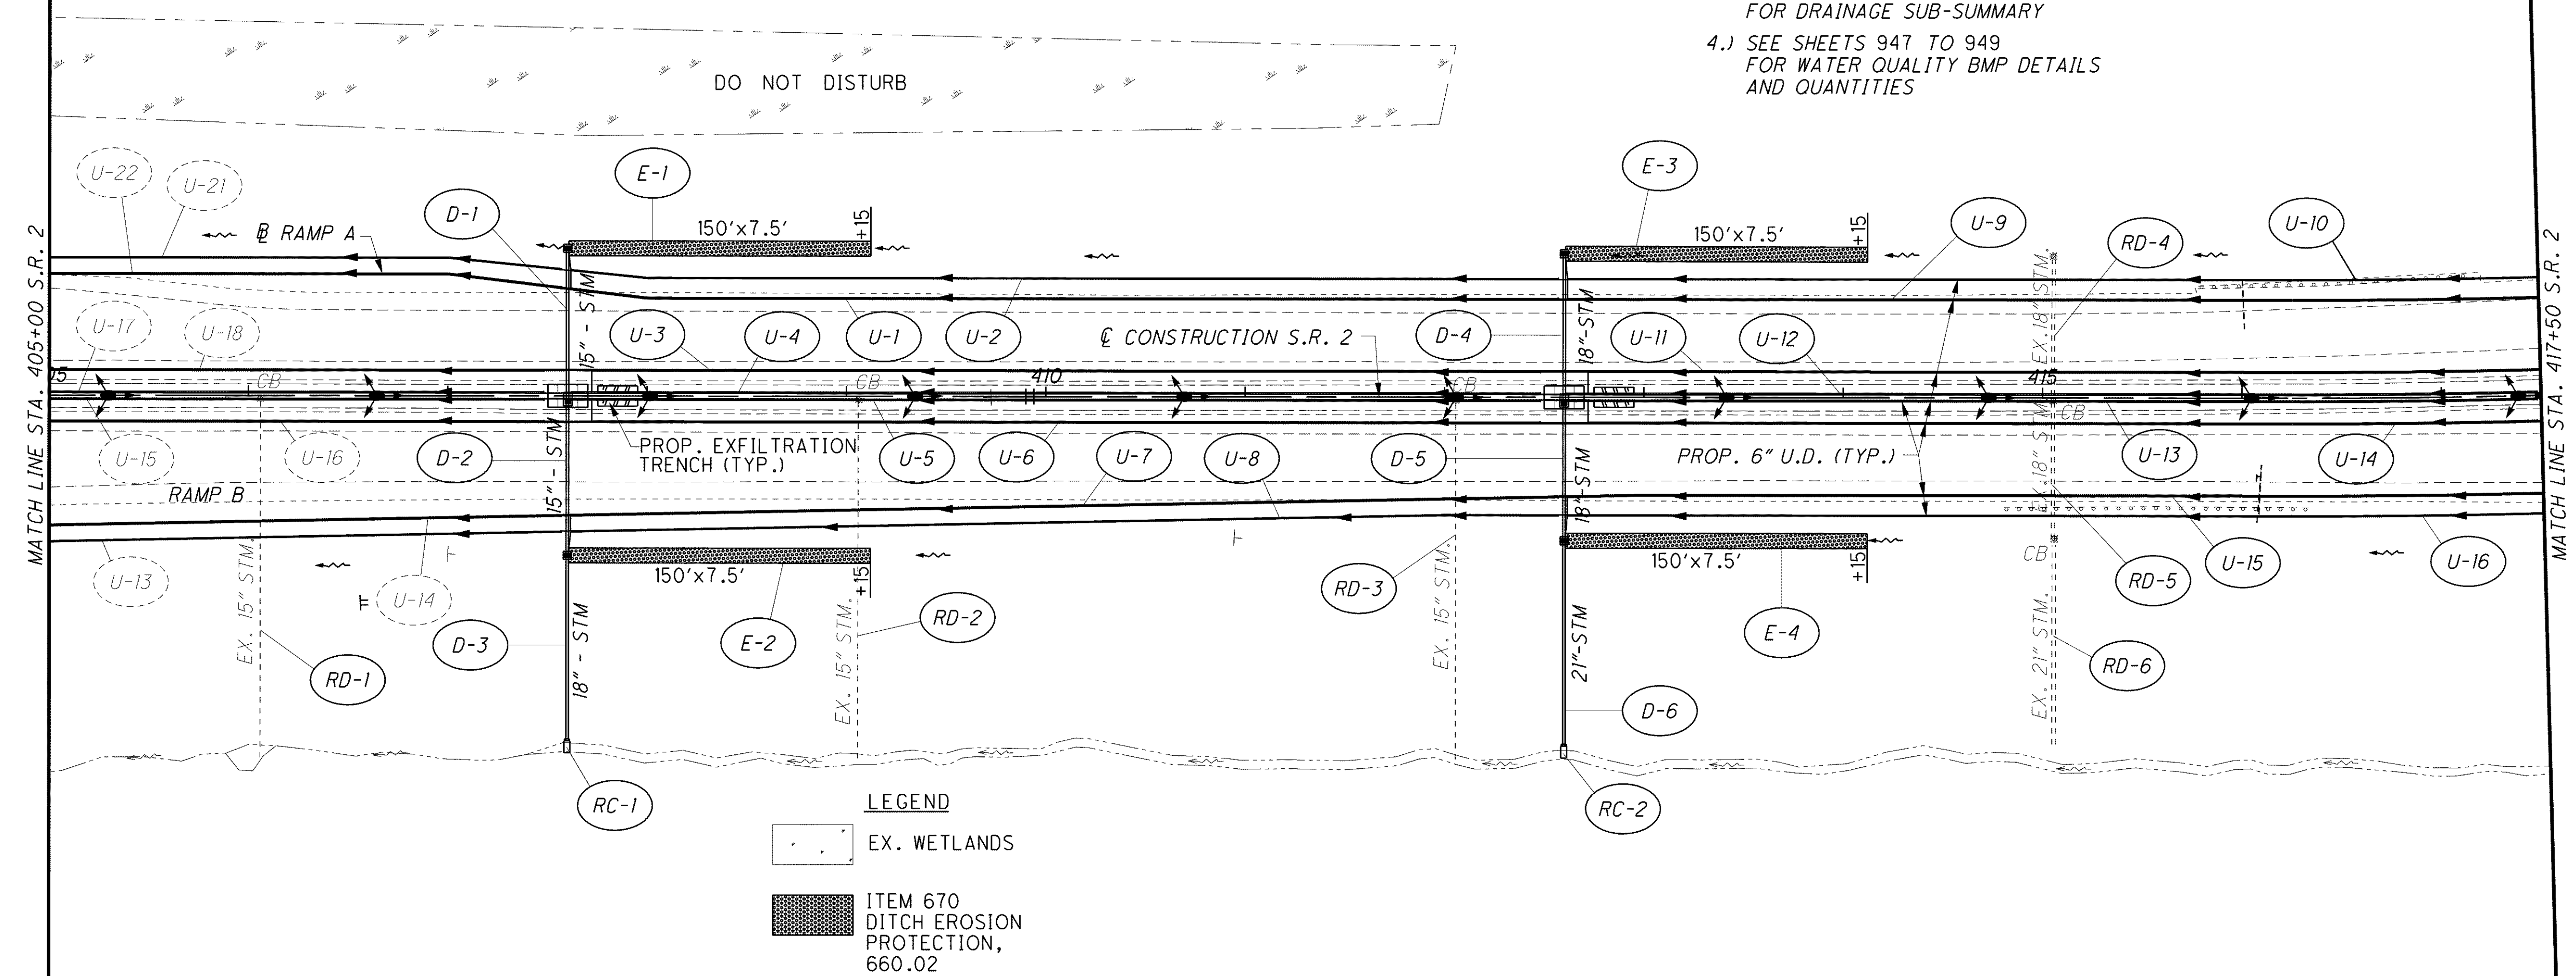 FOR DRAINAGE SUB-SUMMARY
4.) SEE SHEETS 947 TO 949
FOR WATER QUALITY BMP DETAILS
AND QUANTITIES
DO NOT DISTURB
MATCH LINE STA. 405+00 S.R. 2
MATCH LINE STA. 417+50 S.R. 2
U-22
U-21
D-1
E-1
E-3
U-9
RD-4
U-10
℄ RAMP A
150'x7.5'
+15
150'x7.5'
+15
15" - STM
18"-STM
EX. 18" STM.
U-17
U-18
U-3
U-4
U-1
U-2
℄ CONSTRUCTION S.R. 2
D-4
U-11
U-12
05
CB
CB
410
CB
415
CB
U-15
U-16
D-2
PROP. EXFILTRATION
TRENCH (TYP.)
U-5
U-6
U-7
U-8
D-5
PROP. 6" U.D. (TYP.)
U-13
U-14
15" - STM
18"-STM
EX. 18" STM.
RAMP B
U-13
U-14
150'x7.5'
+15
150'x7.5'
+15
CB
RD-3
RD-5
U-15
U-16
EX. 15" STM.
RD-1
D-3
18" - STM
E-2
EX. 15" STM.
RD-2
EX. 15" STM.
21"-STM
E-4
EX. 21" STM.
RD-6
D-6
RC-1
RC-2
LEGEND
EX. WETLANDS
ITEM 670
DITCH EROSION
PROTECTION,
660.02